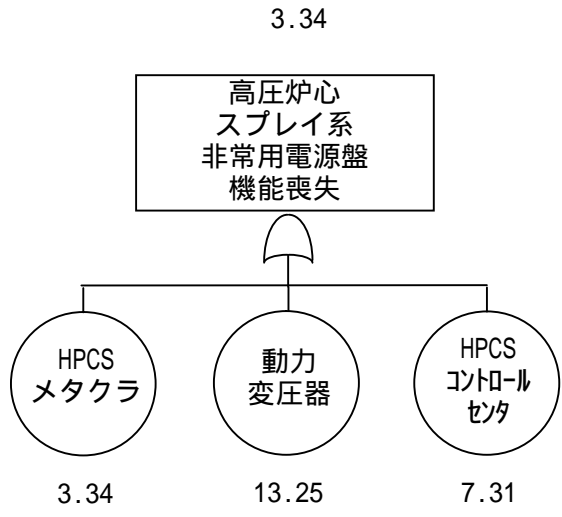 3.34
高圧炉心
スプレイ系
非常用電源盤
機能喪失
HPCS
メタクラ
動力
変圧器
HPCS
コントロール
センタ
3.34
13.25
7.31